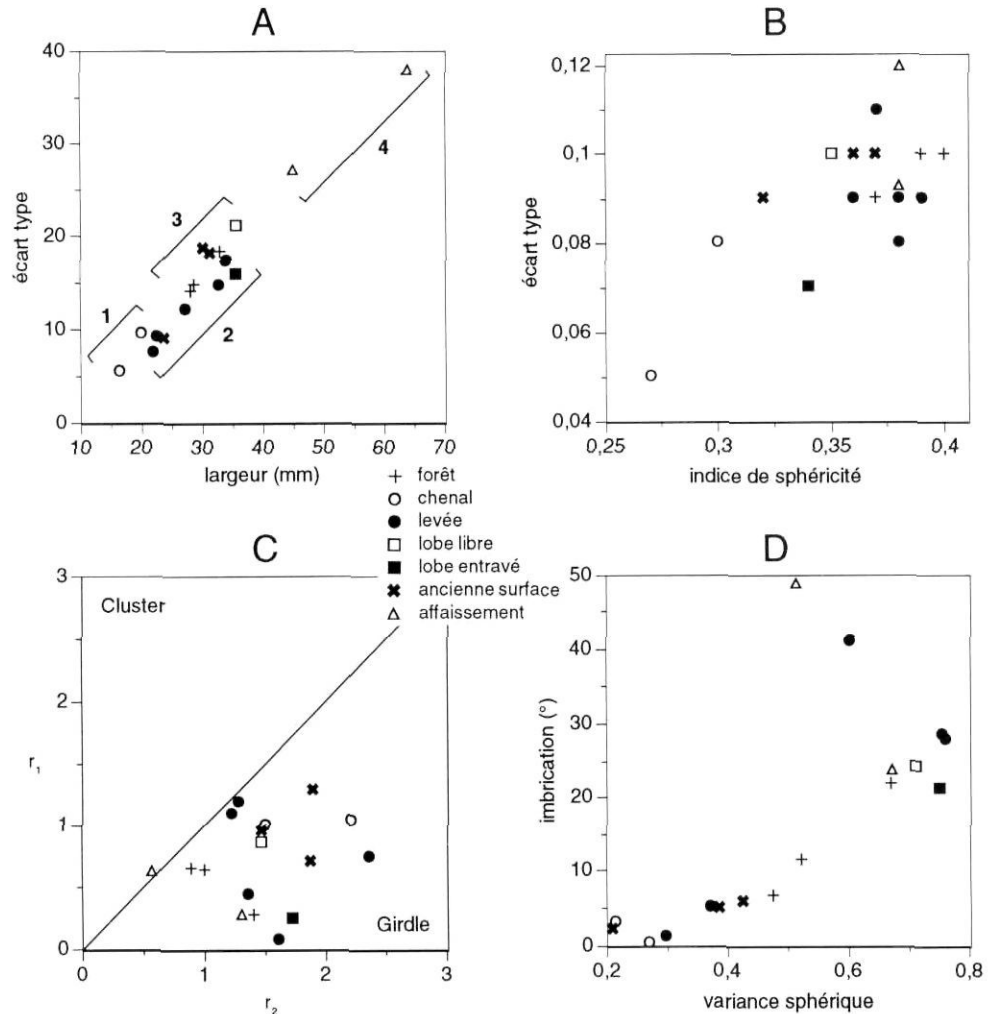 A
écart type
40
30
20
10
0
1
2
3
4
10 20 30 40 50 60 70
largeur (mm)
B
écart type
0,12
0,1
0,08
0,06
0,04
0,25 0,3 0,35 0,4
indice de sphéricité
forêt
chenal
levée
lobe libre
lobe entravé
ancienne surface
affaissement
C
Cluster
Girdle
r1
3
2
1
0
0 1 2 3
r2
D
imbrication (°)
50
40
30
20
10
0
0,2 0,4 0,6 0,8
variance sphérique